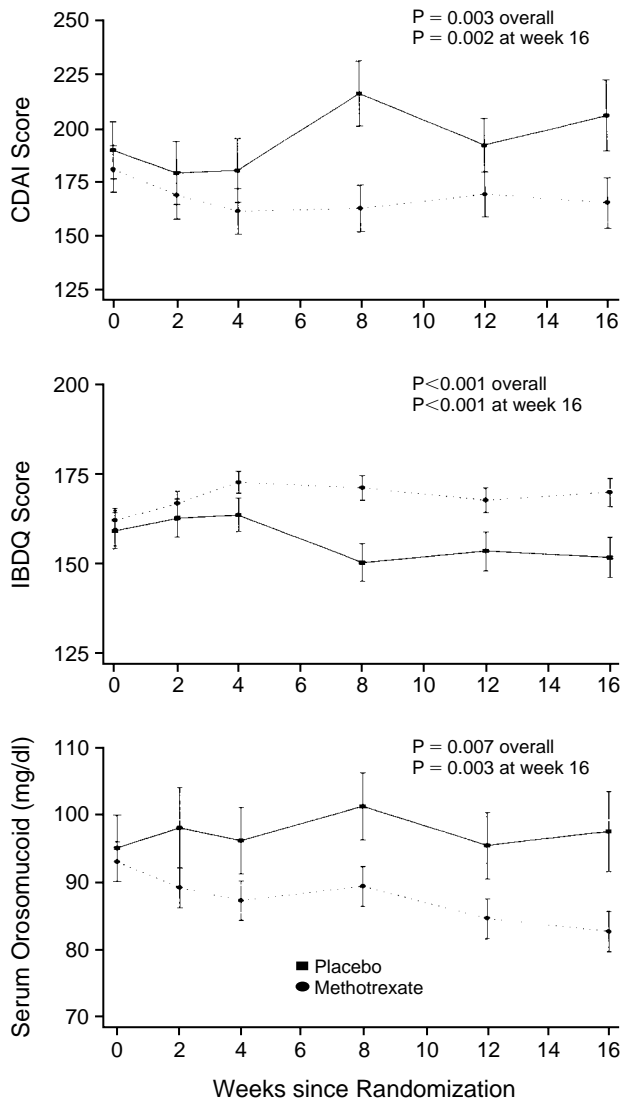 P = 0.003 overall
P = 0.002 at week 16
250
225
200
175
150
125
CDAI Score
0 2 4 6 8 10 12 14 16
P<0.001 overall
P<0.001 at week 16
200
175
150
125
IBDQ Score
0 2 4 6 8 10 12 14 16
P = 0.007 overall
P = 0.003 at week 16
110
100
90
80
70
Serum Orosomucoid (mg/dl)
Placebo
Methotrexate
0 2 4 6 8 10 12 14 16
Weeks since Randomization